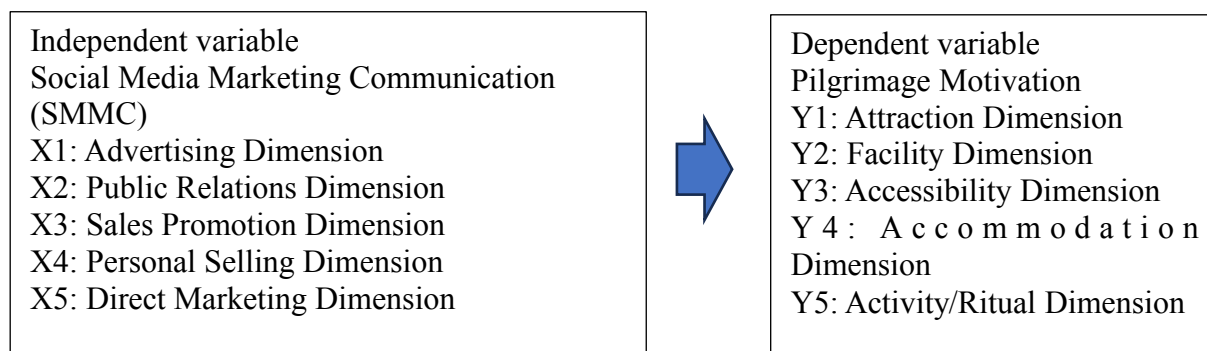 Independent variable
Social Media Marketing Communication
(SMMC)
X1: Advertising Dimension
X2: Public Relations Dimension
X3: Sales Promotion Dimension
X4: Personal Selling Dimension
X5: Direct Marketing Dimension
Dependent variable
Pilgrimage Motivation
Y1: Attraction Dimension
Y2: Facility Dimension
Y3: Accessibility Dimension
Y4: Accommodation
Dimension
Y5: Activity/Ritual Dimension